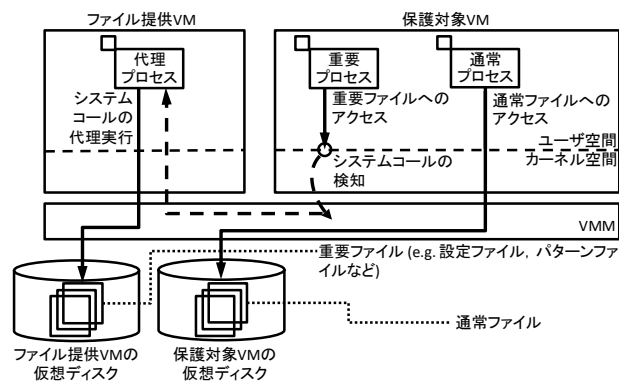 ファイル提供VM
保護対象VM
代理
プロセス
重要
プロセス
通常
プロセス
システム
コールの
代理実行
重要ファイルへの
アクセス
通常ファイルへの
アクセス
ユーザ空間
カーネル空間
システムコールの
検知
VMM
重要ファイル (e.g. 設定ファイル, パターンファ
イルなど)
通常ファイル
ファイル提供VMの
仮想ディスク
保護対象VMの
仮想ディスク